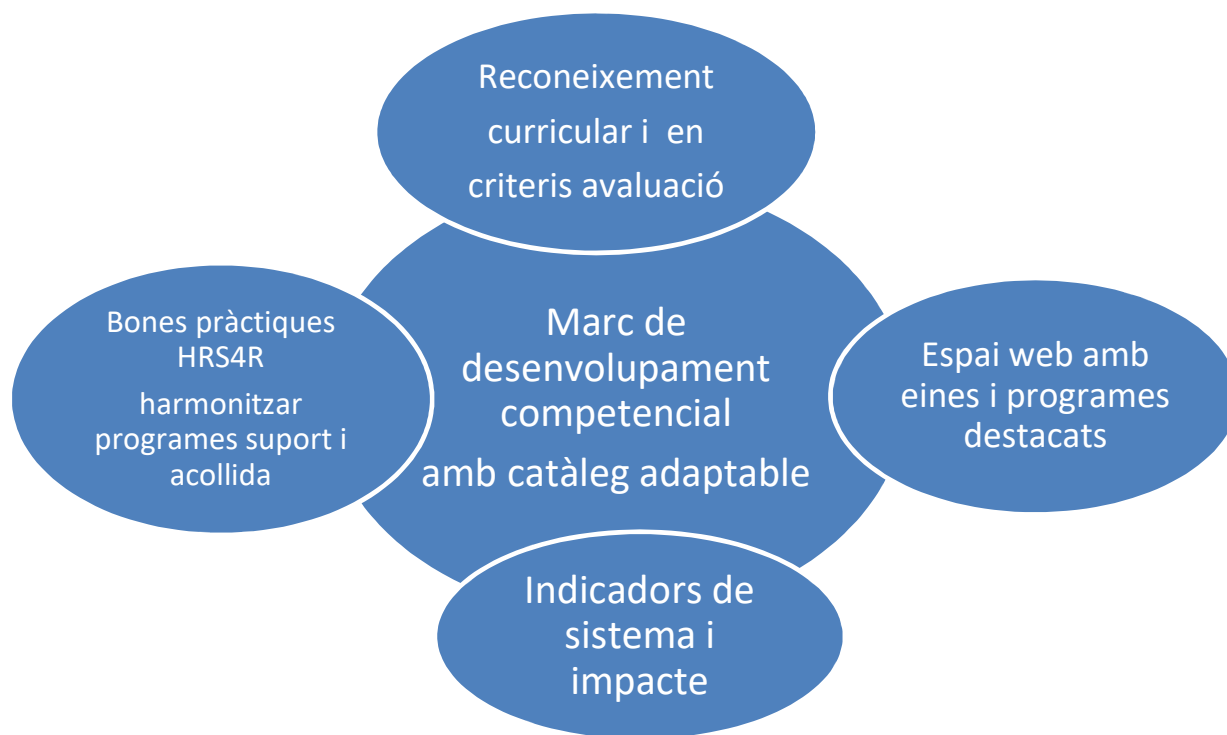 Reconeixement
curricular i en
criteris avaluació
Bones pràctiques
HRS4R
harmonitzar
programes suport i
acollida
Marc de
desenvolupament
competencial
amb catàleg adaptable
Espai web amb
eines i programes
destacats
Indicadors de
sistema i
impacte